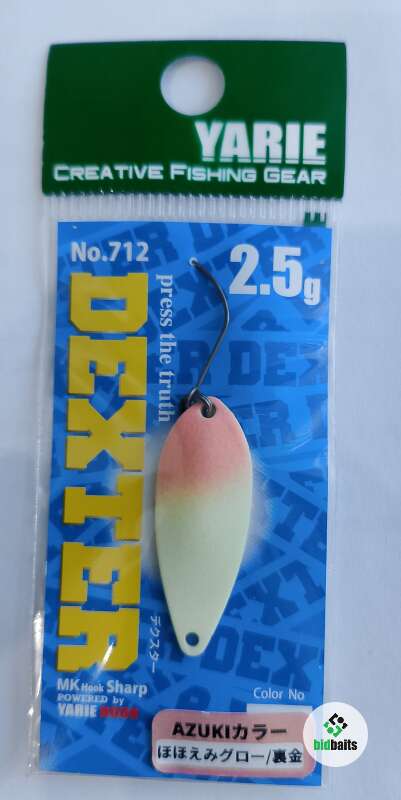 YARIE
CREATIVE FISHING GEAR
No.712
2.5g
DEXTER
press the truth
デクスター
MK Hook Sharp
POWERED by
YARIE
Color No
AZUKIカラー
ほほえみグロー/裏金
bidbaits